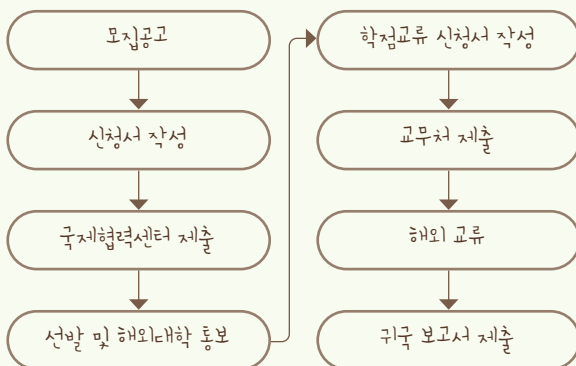 모집공고
신청서 작성
국제협력센터 제출
선발 및 해외대학 통보
학점교류 신청서 작성
교무처 제출
해외 교류
귀국 보고서 제출